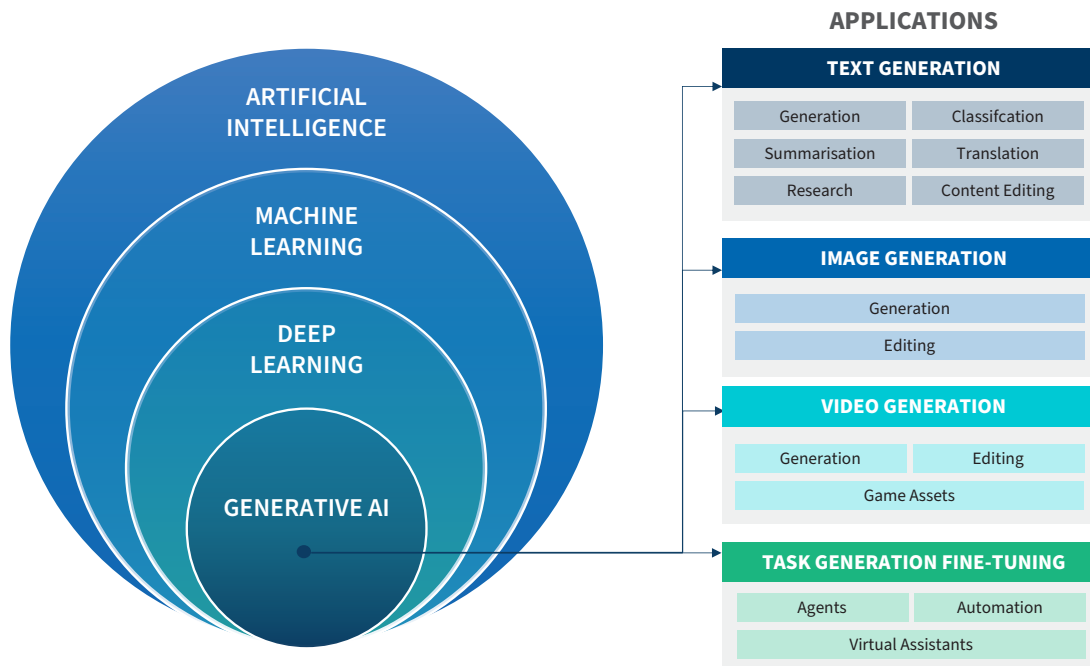 ARTIFICIAL
INTELLIGENCE
MACHINE
LEARNING
DEEP
LEARNING
GENERATIVE AI
APPLICATIONS
TEXT GENERATION
Generation
Classifcation
Summarisation
Translation
Research
Content Editing
IMAGE GENERATION
Generation
Editing
VIDEO GENERATION
Generation
Editing
Game Assets
TASK GENERATION FINE-TUNING
Agents
Automation
Virtual Assistants